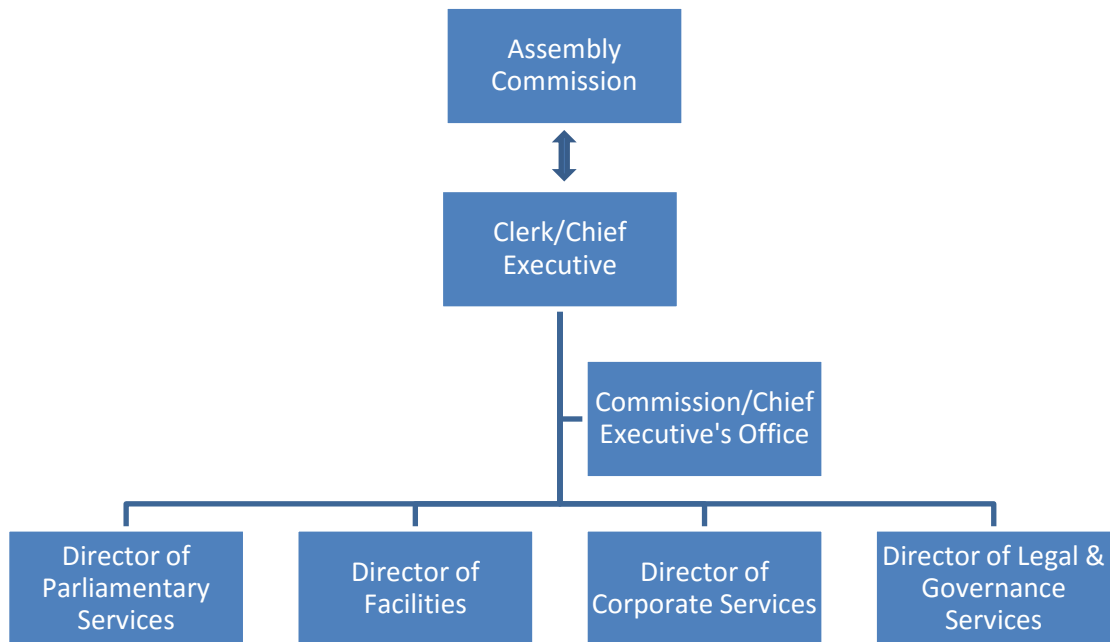 Assembly
Commission
Clerk/Chief
Executive
Commission/Chief
Executive's Office
Director of
Parliamentary
Services
Director of
Facilities
Director of
Corporate Services
Director of Legal &
Governance
Services